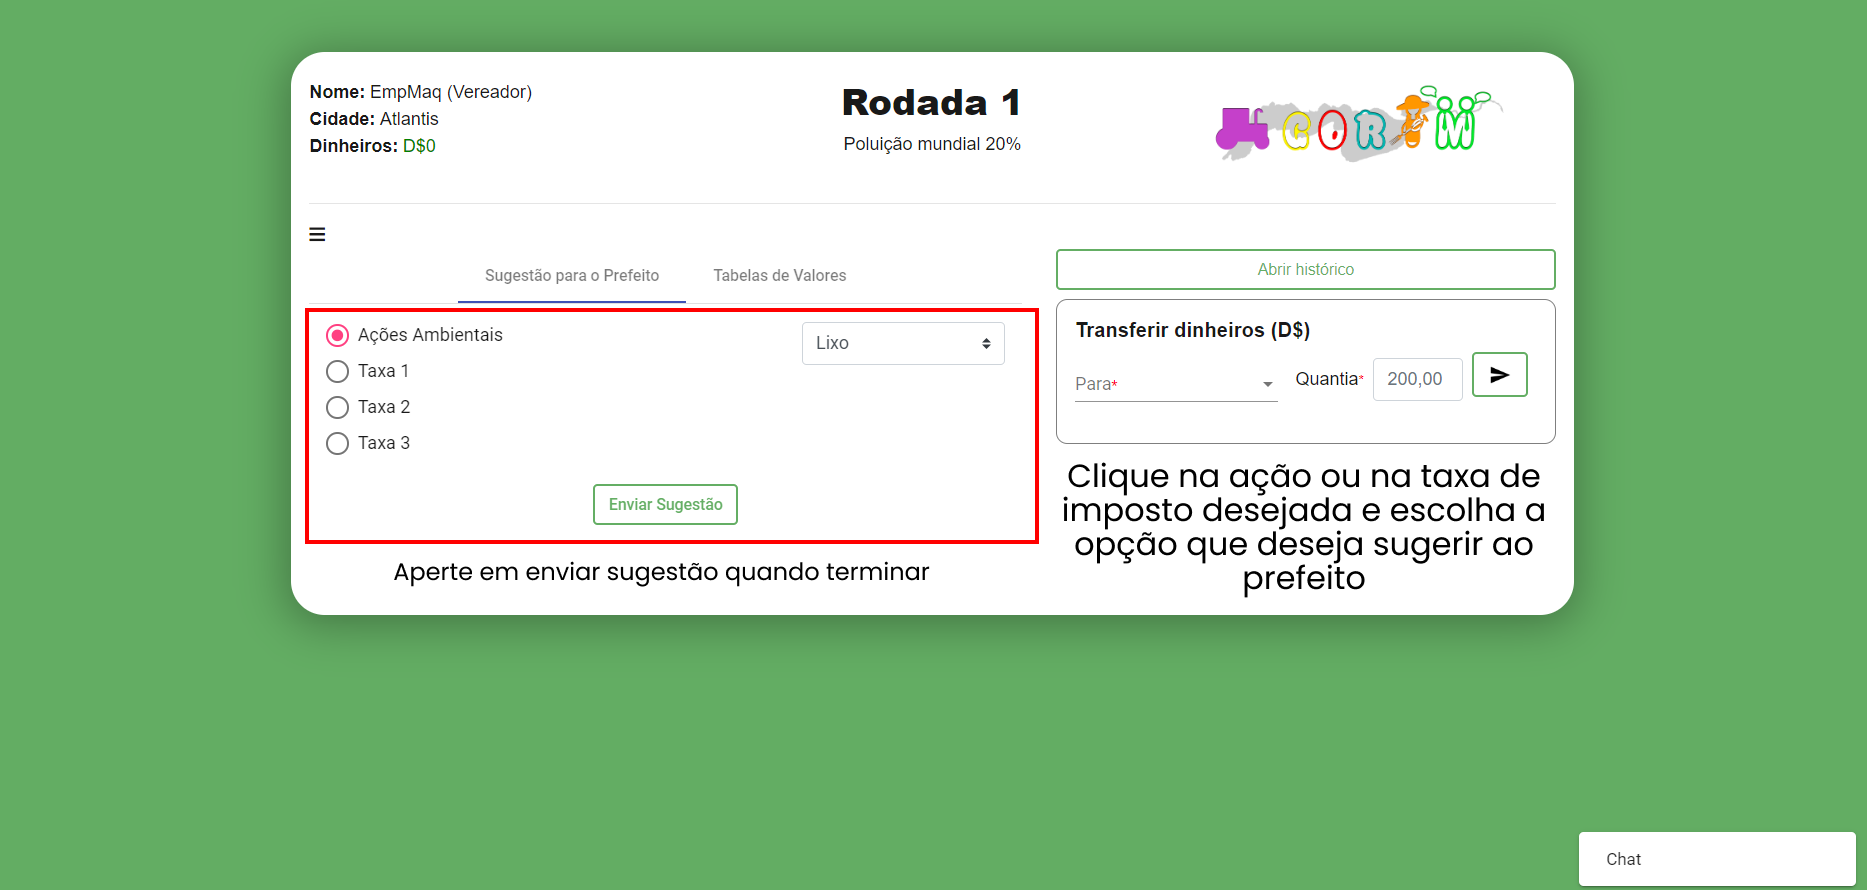 Nome: EmpMaq (Vereador)
Cidade: Atlantis
Dinheiros: D$0
Rodada 1
Poluição mundial 20%
CORIM
Sugestão para o Prefeito
Tabelas de Valores
Ações Ambientais
Lixo
Taxa 1
Taxa 2
Taxa 3
Enviar Sugestão
Aperte em enviar sugestão quando terminar
Abrir histórico
Transferir dinheiros (D$)
Para*
Quantia*
200,00
Clique na ação ou na taxa de
imposto desejada e escolha a
opção que deseja sugerir ao
prefeito
Chat